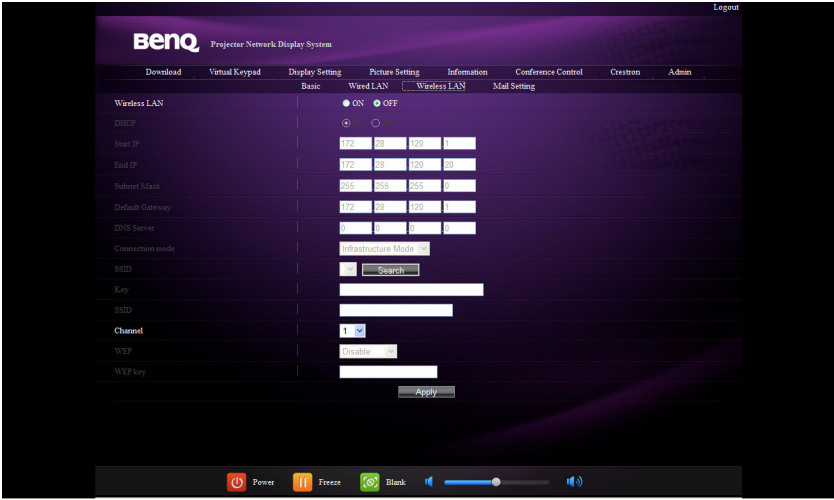 Logout
BenQ Projector Network Display System
Download Virtual Keypad Display Setting Picture Setting Information Conference Control Crestron Admin
Basic Wired LAN Wireless LAN Mail Setting
Wireless LAN ON OFF
DHCP
Start IP 172 . 28 . 120 . 1
End IP 172 . 28 . 120 . 20
Subnet Mask 255 . 255 . 255 . 0
Default Gateway 172 . 28 . 120 . 1
DNS Server 0 . 0 . 0 . 0
Connection mode Infrastructure Mode
SSID Search
Key
SSID
Channel 1
WEP Disable
WEP key
Apply
Power Freeze Blank